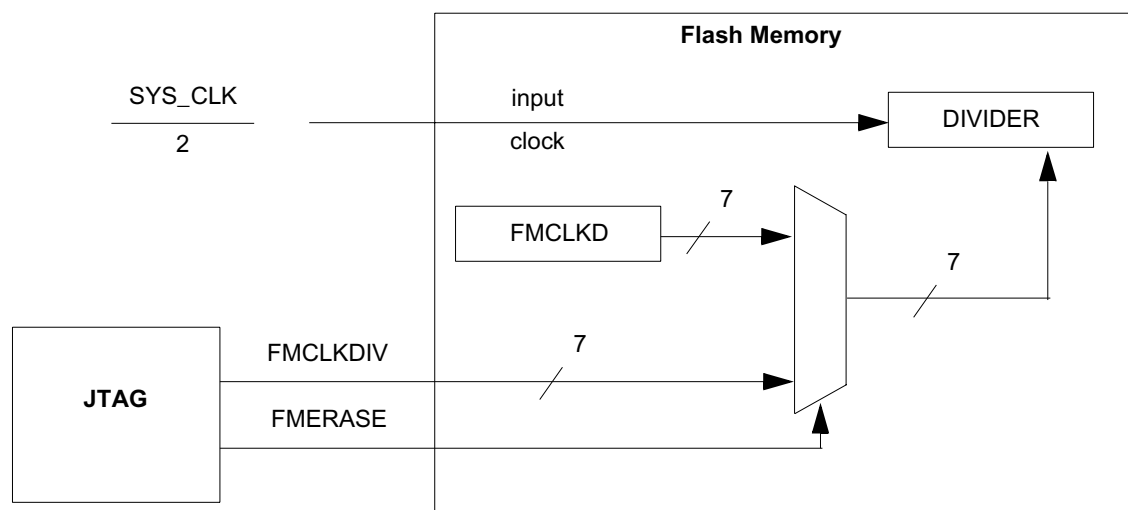 Flash Memory
SYS_CLK
2
input
clock
DIVIDER
7
FMCLKD
7
7
FMCLKDIV
JTAG
FMERASE